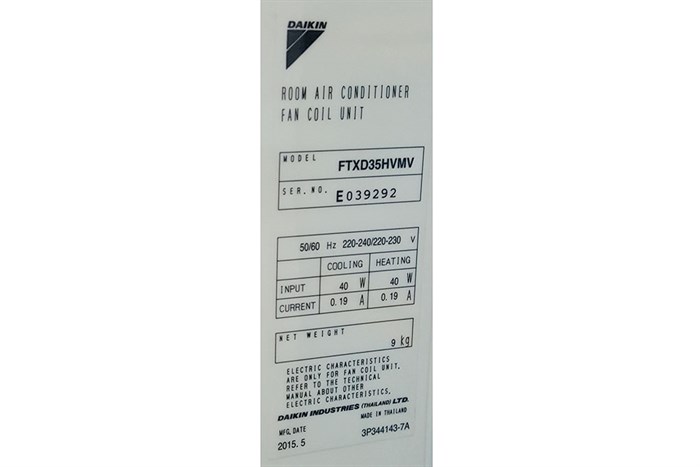 DAIKIN
ROOM AIR CONDITIONER
FAN COIL UNIT
MODEL FTXD35HVMV
SER. NO. E039292
50/60 Hz 220-240/220-230 V
COOLING HEATING
INPUT 40 W 40 W
CURRENT 0.19 A 0.19 A
NET WEIGHT 9 kg
ELECTRIC CHARACTERISTICS
ARE ONLY FOR FAN COIL UNIT.
REFER TO THE TECHNICAL
MANUAL ABOUT OTHER
ELECTRIC CHARACTERISTICS.
DAIKIN INDUSTRIES (THAILAND) LTD.
MFG. DATE MADE IN THAILAND
2015. 5 3P344143-7A